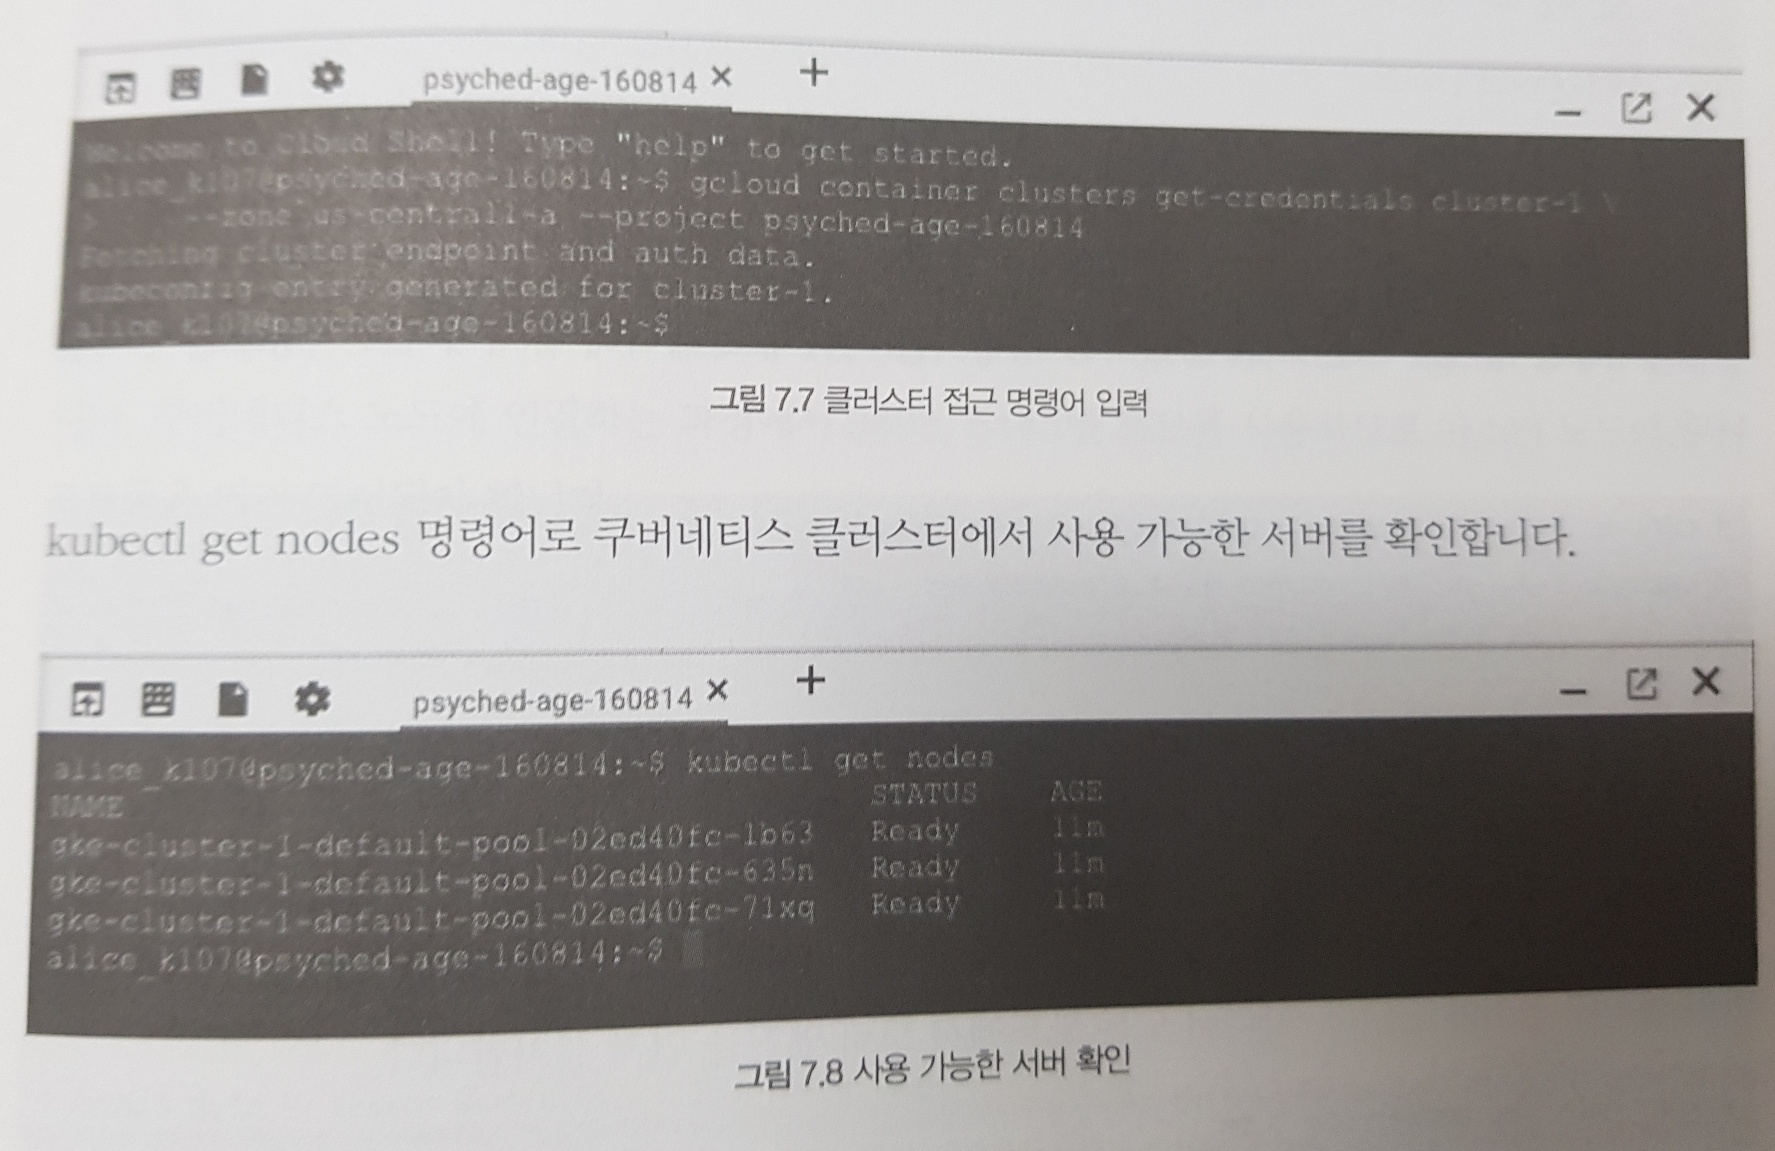 psyched-age-160814
Welcome to Cloud Shell! Type "help" to get started.
alice_k107@psyched-age-160814:~$ gcloud container clusters get-credentials cluster-1 \
>     --zone us-central1-a --project psyched-age-160814
Fetching cluster endpoint and auth data.
kubeconfig entry generated for cluster-1.
alice_k107@psyched-age-160814:~$
그림 7.7 클러스터 접근 명령어 입력
kubectl get nodes 명령어로 쿠버네티스 클러스터에서 사용 가능한 서버를 확인합니다.
psyched-age-160814
alice_k107@psyched-age-160814:~$ kubectl get nodes
NAME STATUS AGE
gke-cluster-1-default-pool-02ed40fc-1b63 Ready 11m
gke-cluster-1-default-pool-02ed40fc-635n Ready 11m
gke-cluster-1-default-pool-02ed40fc-71xq Ready 11m
alice_k107@psyched-age-160814:~$
그림 7.8 사용 가능한 서버 확인